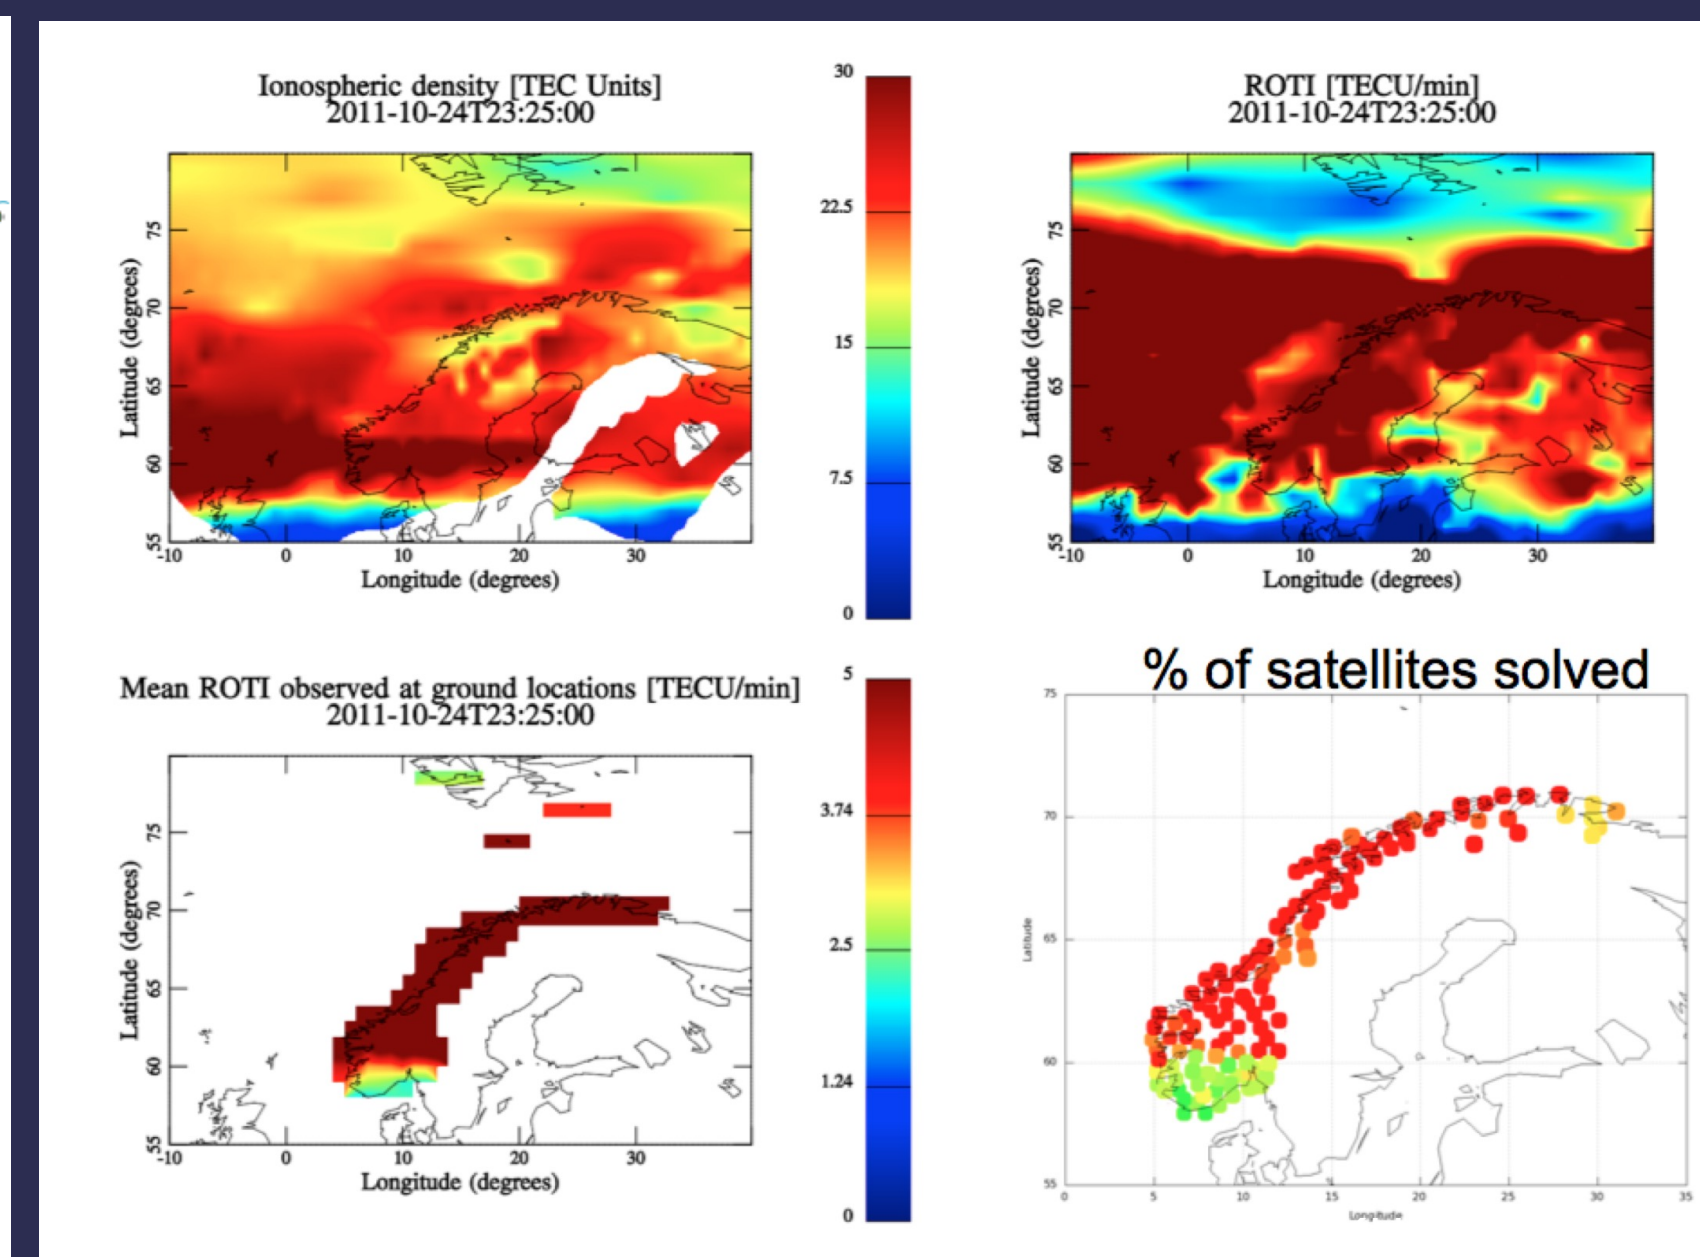 Ionospheric density [TEC Units]
2011-10-24T23:25:00
75
70
65
60
55
Latitude (degrees)
-10 0 10 20 30
Longitude (degrees)
30
22.5
15
7.5
0
ROTI [TECU/min]
2011-10-24T23:25:00
75
70
65
60
55
Latitude (degrees)
-10 0 10 20 30
Longitude (degrees)
Mean ROTI observed at ground locations [TECU/min]
2011-10-24T23:25:00
75
70
65
60
55
Latitude (degrees)
-10 0 10 20 30
Longitude (degrees)
5
3.74
2.5
1.24
0
% of satellites solved
75
70
65
60
55
Latitude
0 5 10 15 20 25 30 35
Longitude